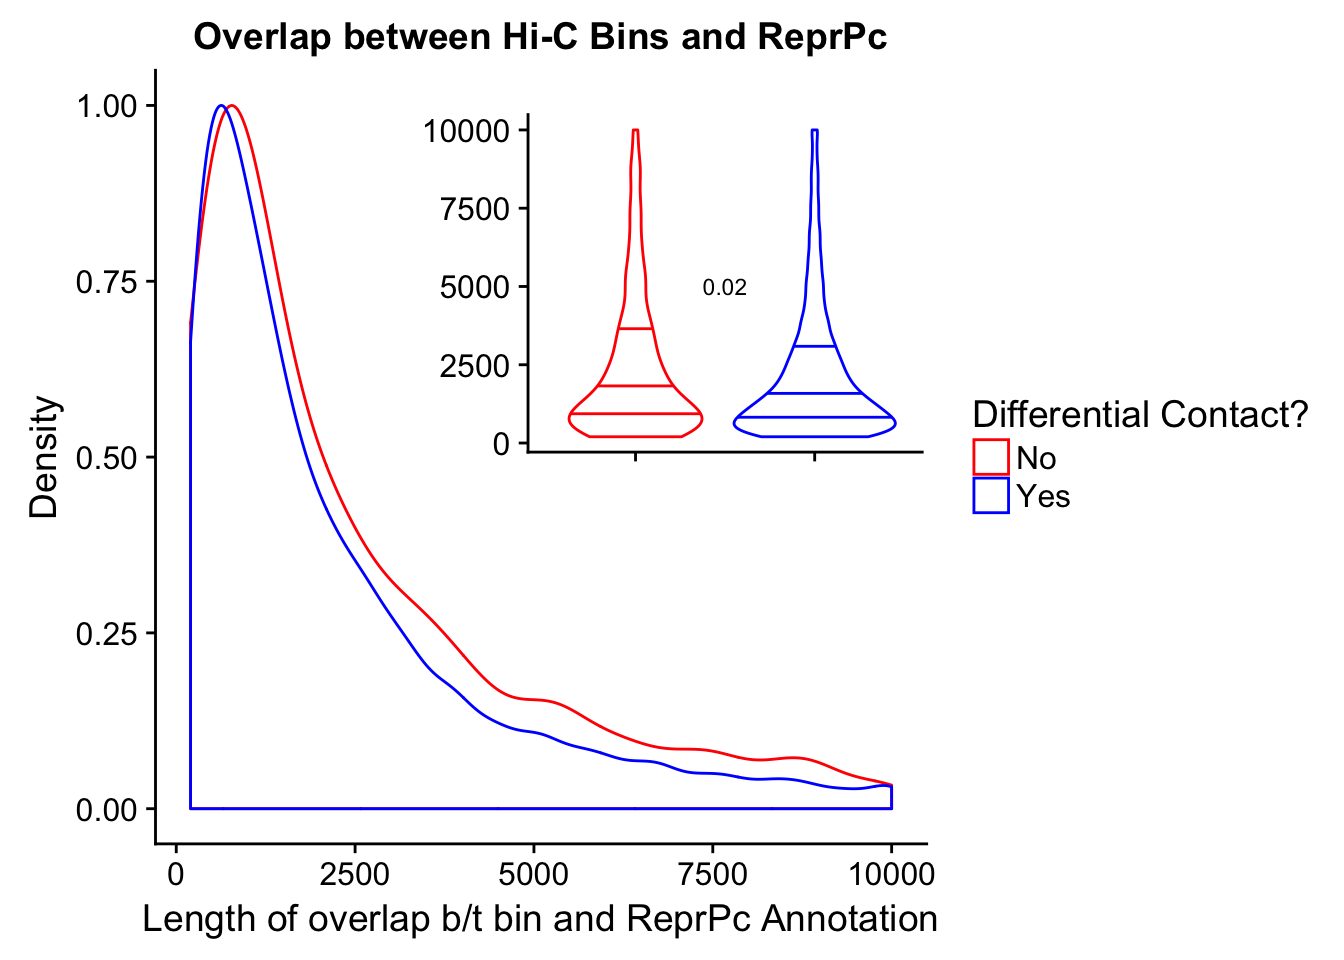 Overlap between Hi-C Bins and ReprPc
1.00
0.75
0.50
0.25
0.00
Density
10000
7500
5000
2500
0
0.02
Differential Contact?
No
Yes
0 2500 5000 7500 10000
Length of overlap b/t bin and ReprPc Annotation